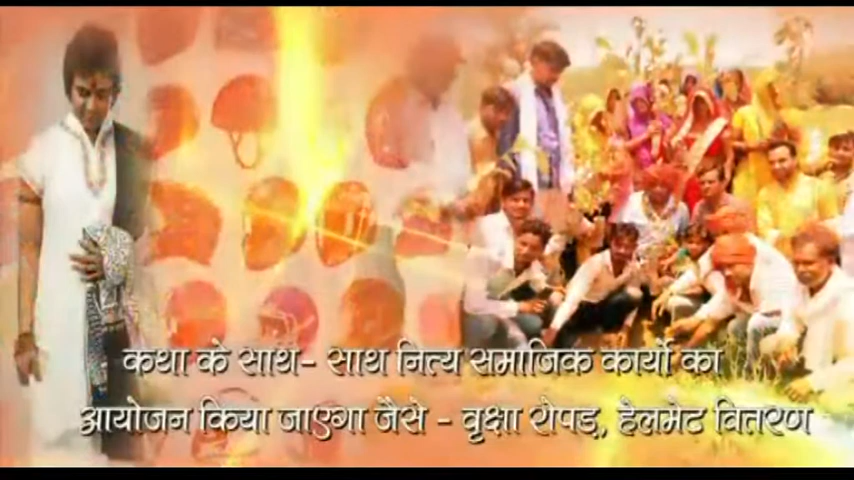 कथा के साथ- साथ नित्य समाजिक कार्यो का
आयोजन किया जाएगा जैसे - वृक्षा रोपड़, हेलमेट वितरण